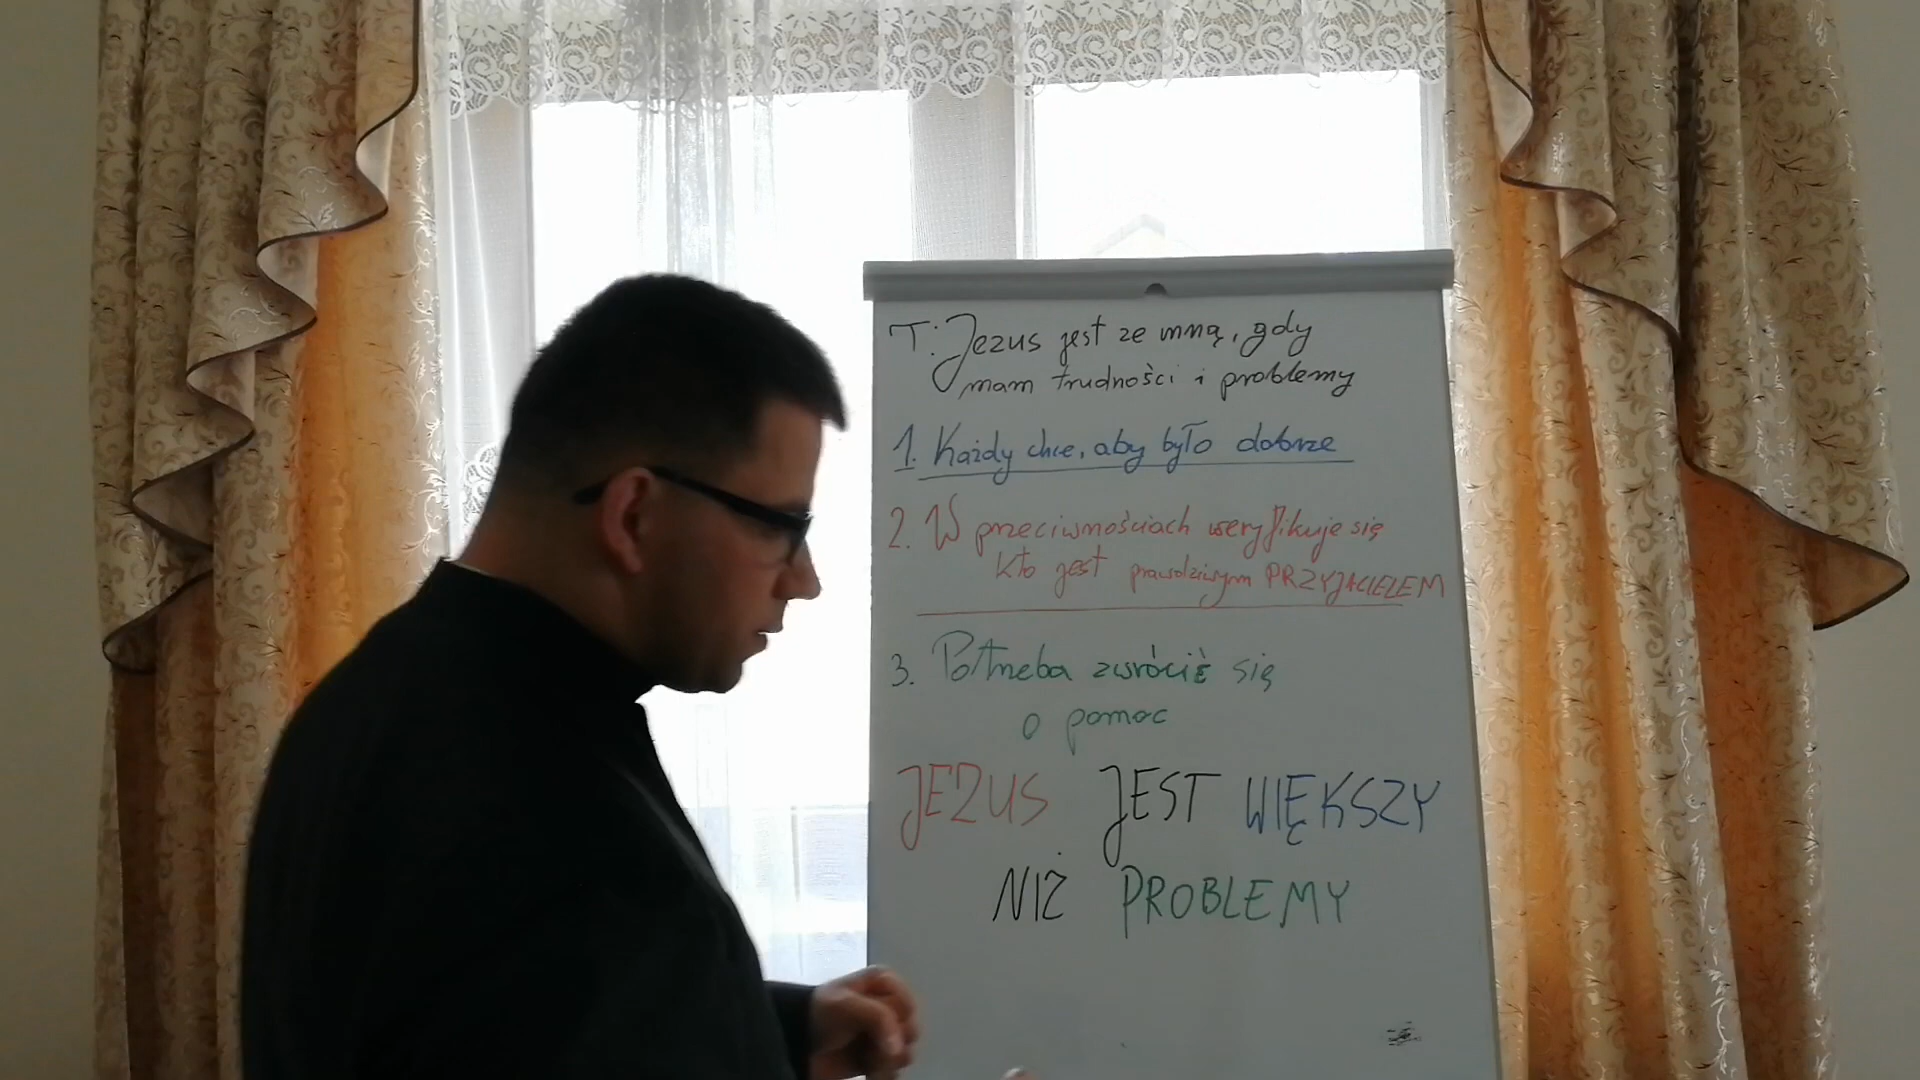 T: Jezus jest ze mną, gdy
mam trudności i problemy
1. Każdy chce, aby było dobrze
2. W przeciwnościach weryfikuje się
kto jest prawdziwym PRZYJACIELEM
3. Potrzeba zwrócić się
o pomoc
JEZUS JEST WIĘKSZY
NIŻ PROBLEMY